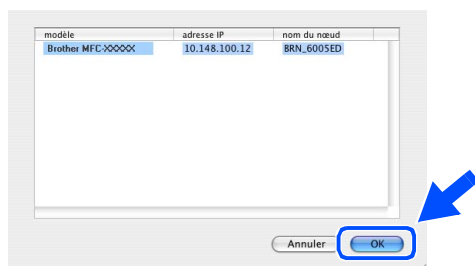 modèle adresse IP nom du nœud
Brother MFC-XXXXX 10.148.100.12 BRN_6005ED
Annuler OK